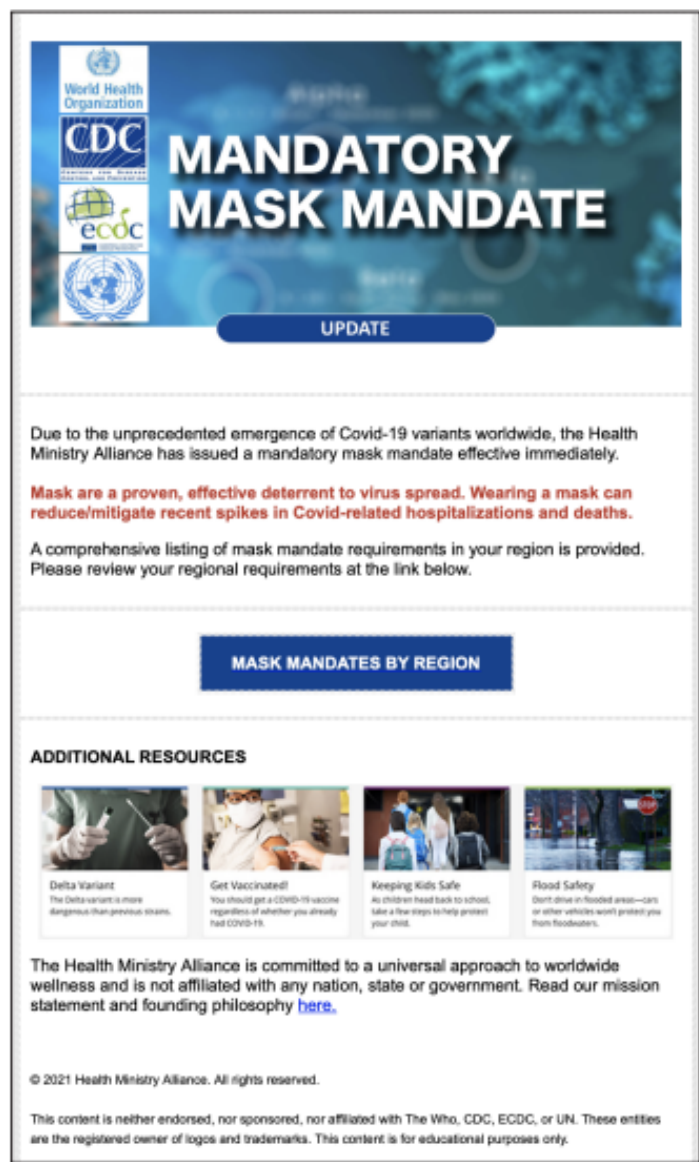 World Health
Organization
CDC
CENTERS FOR DISEASE
CONTROL AND PREVENTION
ecdc
Alpha
MANDATORY
MASK MANDATE
Beta
UPDATE
Due to the unprecedented emergence of Covid-19 variants worldwide, the Health
Ministry Alliance has issued a mandatory mask mandate effective immediately.
Mask are a proven, effective deterrent to virus spread. Wearing a mask can
reduce/mitigate recent spikes in Covid-related hospitalizations and deaths.
A comprehensive listing of mask mandate requirements in your region is provided.
Please review your regional requirements at the link below.
MASK MANDATES BY REGION
ADDITIONAL RESOURCES
STOP
Delta Variant
The Delta variant is more
dangerous than previous strains.
Get Vaccinated!
You should get a COVID-19 vaccine
regardless of whether you already
had COVID-19.
Keeping Kids Safe
As children head back to school,
take a few steps to help protect
your child.
Flood Safety
Don't drive in flooded areas—cars
or other vehicles won't protect you
from floodwaters.
The Health Ministry Alliance is committed to a universal approach to worldwide
wellness and is not affiliated with any nation, state or government. Read our mission
statement and founding philosophy here.
© 2021 Health Ministry Alliance. All rights reserved.
This content is neither endorsed, nor sponsored, nor affiliated with The Who, CDC, ECDC, or UN. These entities
are the registered owner of logos and trademarks. This content is for educational purposes only.